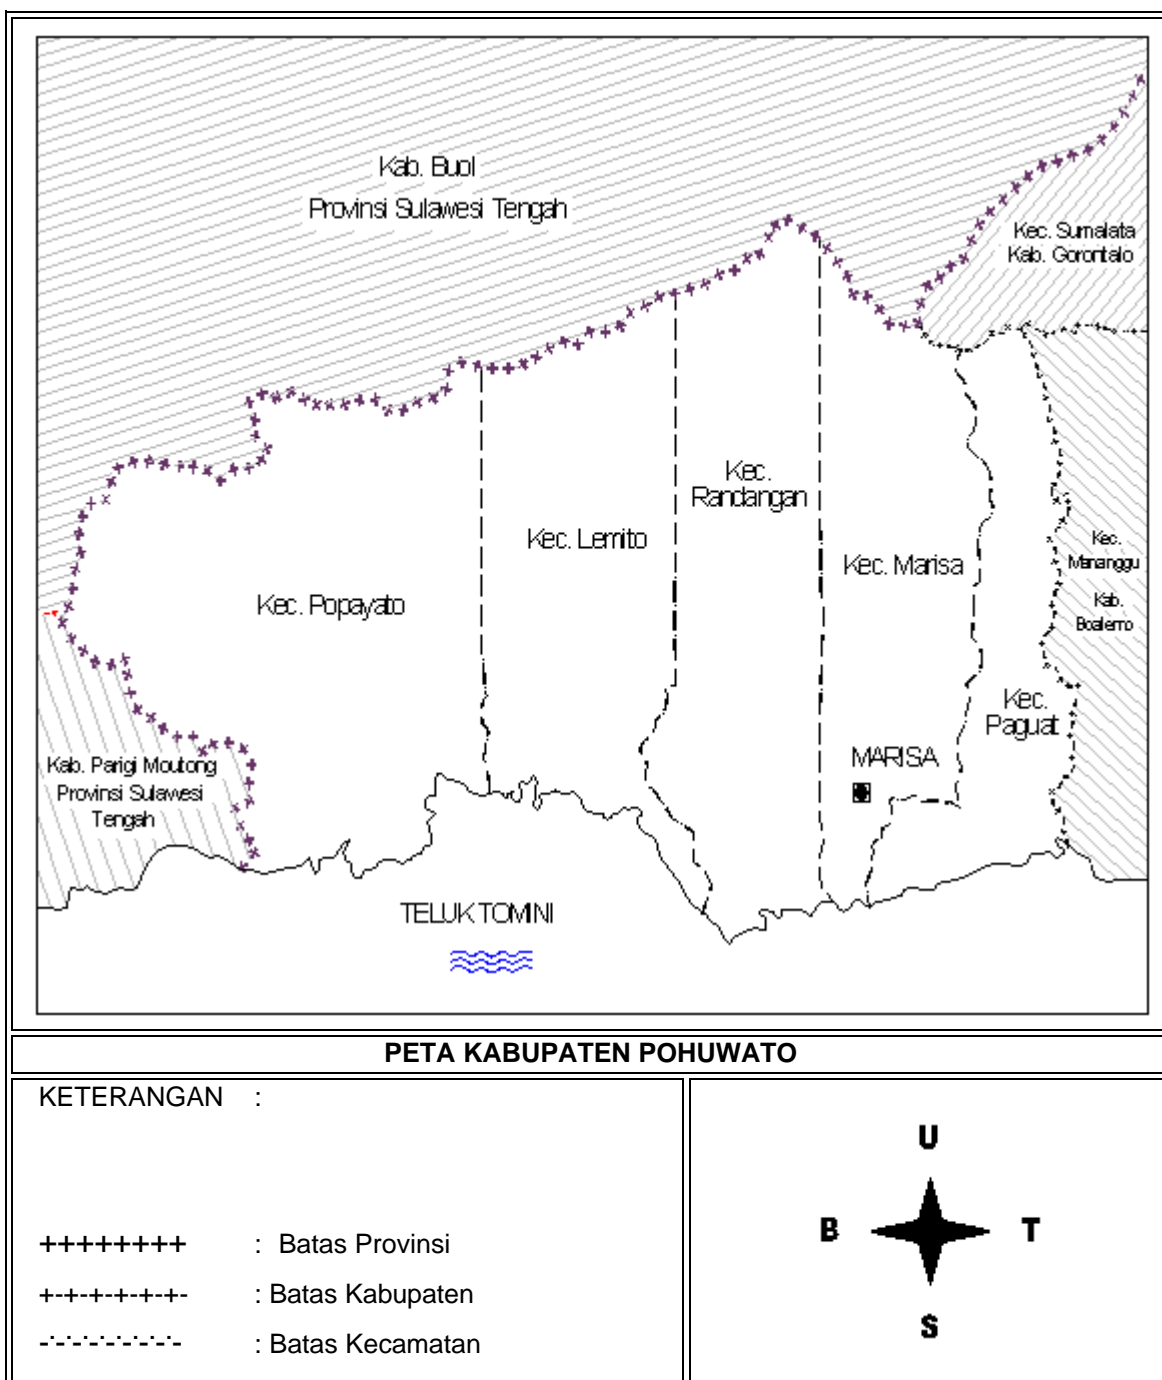 Kab. Buol
Provinsi Sulawesi Tengah
Kec. Sumalata
Kab. Gorontalo
Kec.
Randangan
Kec. Lemito
Kec. Marisa
Kec.
Mananggu
Kab.
Boalemo
Kec. Popayato
Kec.
Paguat
MARISA
Kab. Parigi Moutong
Provinsi Sulawesi
Tengah
TELUK TOMINI
PETA KABUPATEN POHUWATO
KETERANGAN :
++++++++ : Batas Provinsi
+-+-+-+-+-+- : Batas Kabupaten
-·-·-·-·-·-·-·-·- : Batas Kecamatan
U
B T
S